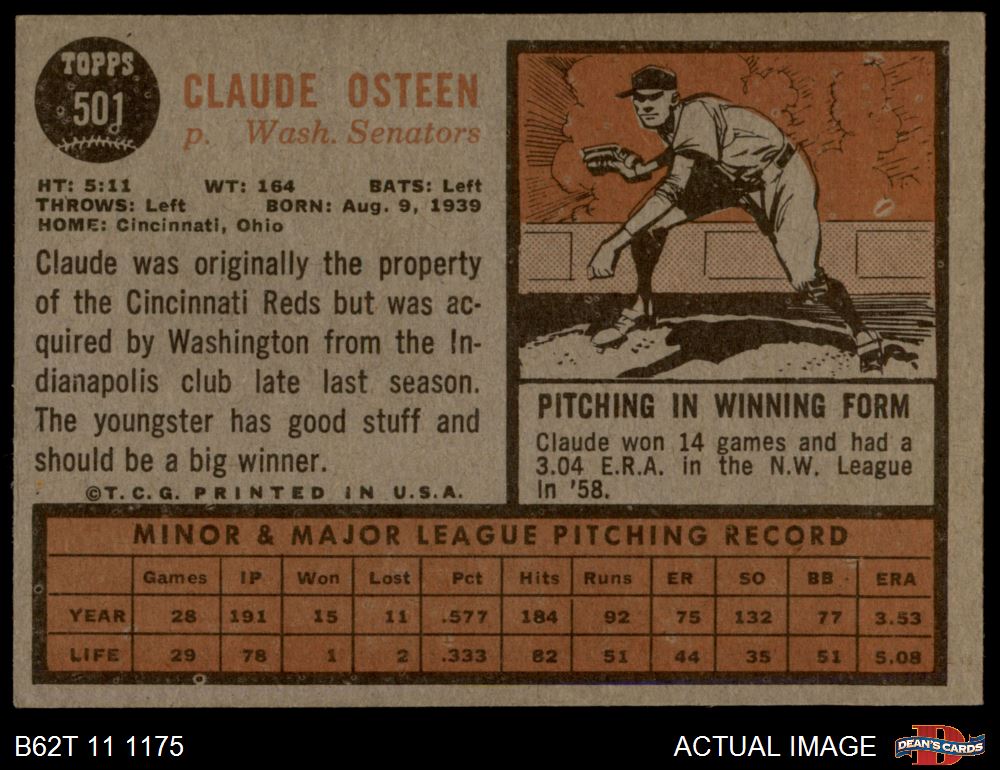 TOPPS
501
CLAUDE OSTEEN
p. Wash. Senators
HT: 5:11 WT: 164 BATS: Left
THROWS: Left BORN: Aug. 9, 1939
HOME: Cincinnati, Ohio
Claude was originally the property
of the Cincinnati Reds but was ac-
quired by Washington from the In-
dianapolis club late last season.
The youngster has good stuff and
should be a big winner.
©T.C.G. PRINTED IN U.S.A.
PITCHING IN WINNING FORM
Claude won 14 games and had a
3.04 E.R.A. in the N.W. League
in '58.
MINOR & MAJOR LEAGUE PITCHING RECORD
Games IP Won Lost Pct Hits Runs ER SO BB ERA
YEAR 28 191 15 11 .577 184 92 75 132 77 3.53
LIFE 29 78 1 2 .333 82 51 44 35 51 5.08
B62T 11 1175
ACTUAL IMAGE
DEAN'S CARDS